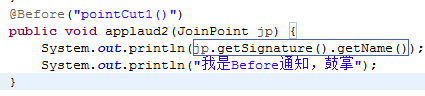 @Before("pointCut1()")
public void applaud2(JoinPoint jp) {
System.out.println(jp.getSignature().getName());
System.out.println("我是Before通知，鼓掌");
}